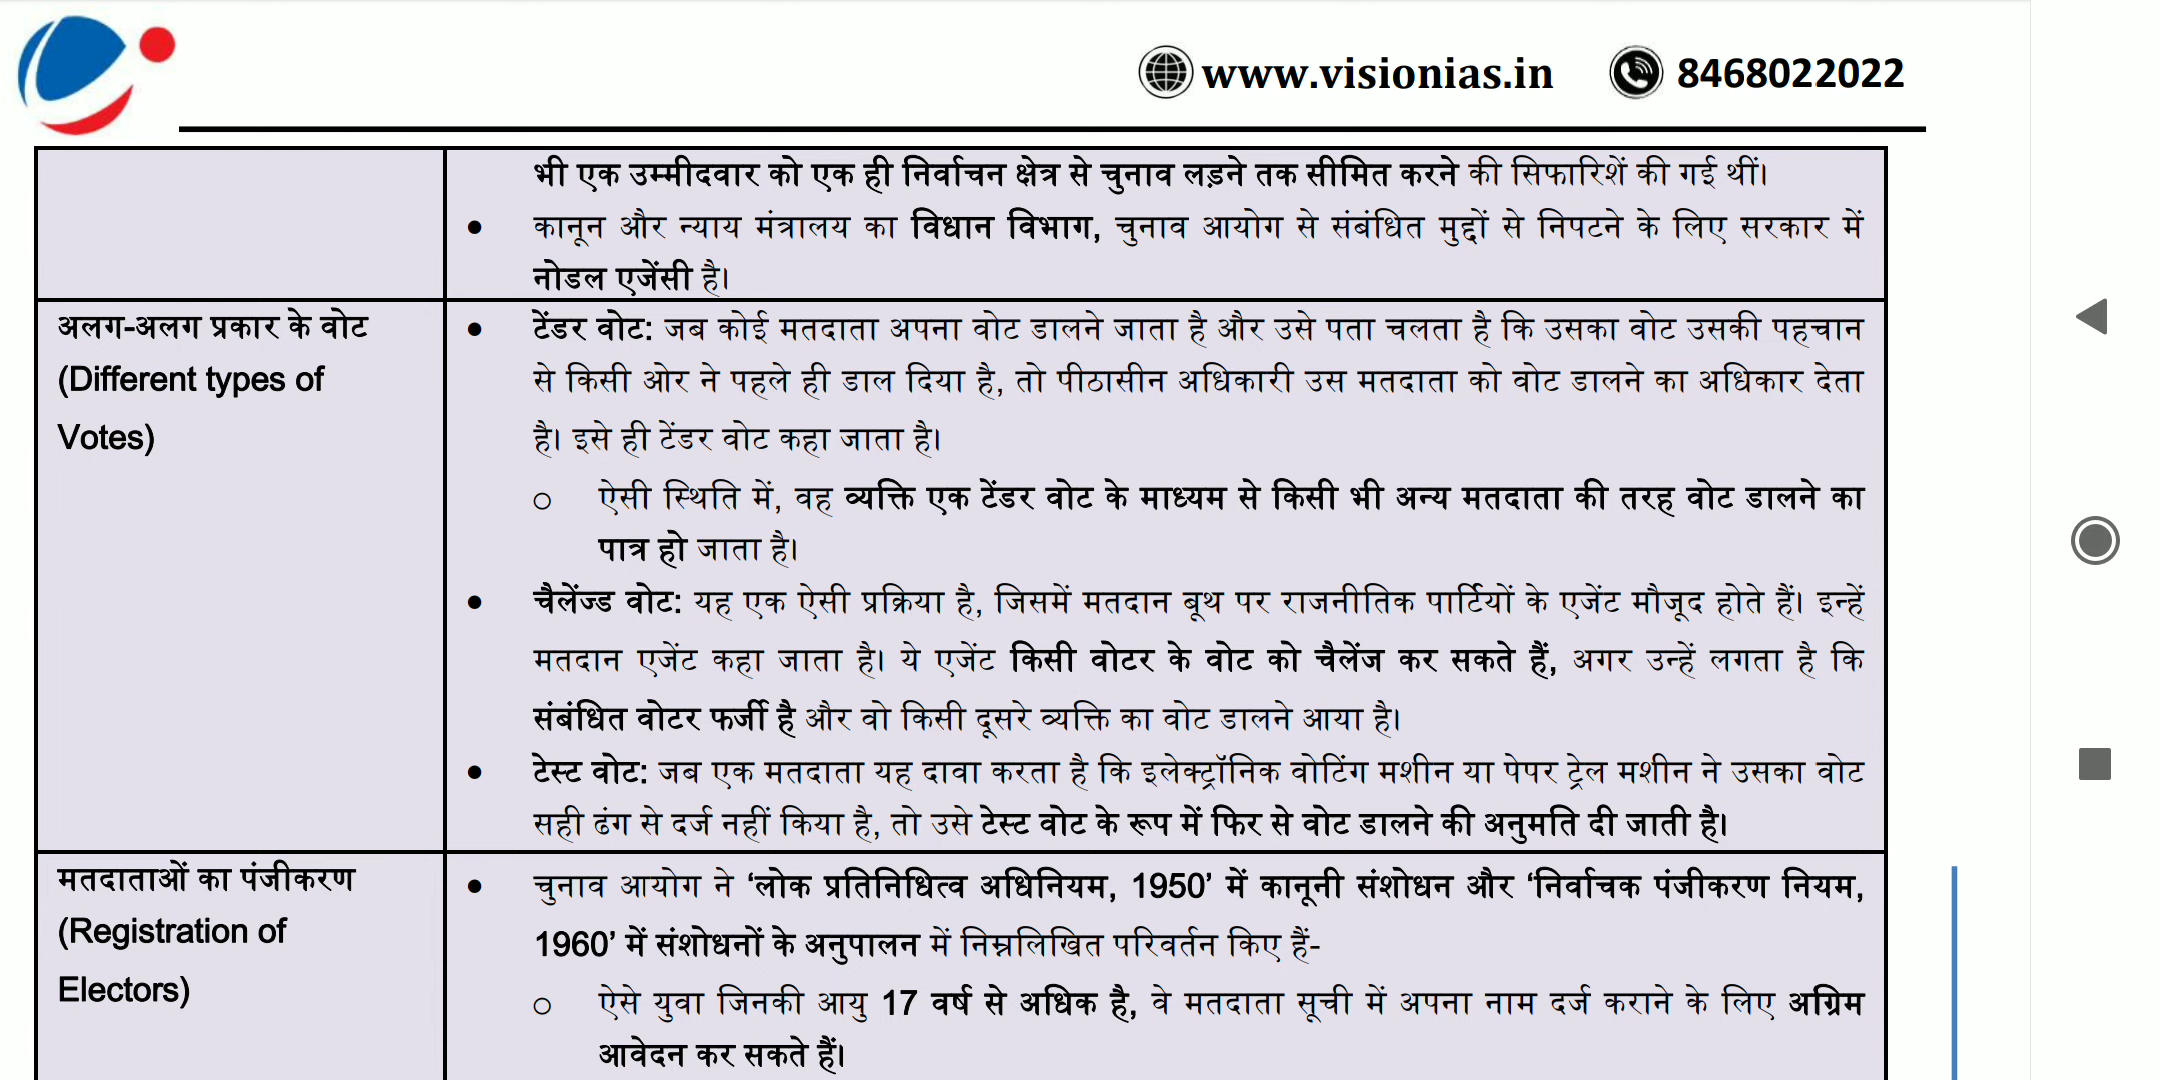 www.visionias.in 8468022022
भी एक उम्मीदवार को एक ही निर्वाचन क्षेत्र से चुनाव लड़ने तक सीमित करने की सिफारिशें की गई थीं।
● कानून और न्याय मंत्रालय का विधान विभाग, चुनाव आयोग से संबंधित मुद्दों से निपटने के लिए सरकार में
नोडल एजेंसी है।
अलग-अलग प्रकार के वोट
(Different types of
Votes)
● टेंडर वोट: जब कोई मतदाता अपना वोट डालने जाता है और उसे पता चलता है कि उसका वोट उसकी पहचान
से किसी ओर ने पहले ही डाल दिया है, तो पीठासीन अधिकारी उस मतदाता को वोट डालने का अधिकार देता
है। इसे ही टेंडर वोट कहा जाता है।
o ऐसी स्थिति में, वह व्यक्ति एक टेंडर वोट के माध्यम से किसी भी अन्य मतदाता की तरह वोट डालने का
पात्र हो जाता है।
● चैलेंज्ड वोट: यह एक ऐसी प्रक्रिया है, जिसमें मतदान बूथ पर राजनीतिक पार्टियों के एजेंट मौजूद होते हैं। इन्हें
मतदान एजेंट कहा जाता है। ये एजेंट किसी वोटर के वोट को चैलेंज कर सकते हैं, अगर उन्हें लगता है कि
संबंधित वोटर फर्जी है और वो किसी दूसरे व्यक्ति का वोट डालने आया है।
● टेस्ट वोट: जब एक मतदाता यह दावा करता है कि इलेक्ट्रॉनिक वोटिंग मशीन या पेपर ट्रेल मशीन ने उसका वोट
सही ढंग से दर्ज नहीं किया है, तो उसे टेस्ट वोट के रूप में फिर से वोट डालने की अनुमति दी जाती है।
मतदाताओं का पंजीकरण
(Registration of
Electors)
● चुनाव आयोग ने ‘लोक प्रतिनिधित्व अधिनियम, 1950’ में कानूनी संशोधन और ‘निर्वाचक पंजीकरण नियम,
1960’ में संशोधनों के अनुपालन में निम्नलिखित परिवर्तन किए हैं-
o ऐसे युवा जिनकी आयु 17 वर्ष से अधिक है, वे मतदाता सूची में अपना नाम दर्ज कराने के लिए अग्रिम
आवेदन कर सकते हैं।